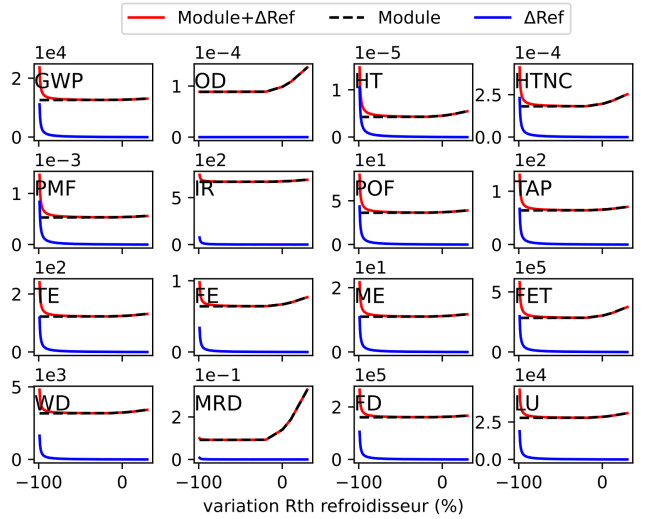 Module+ΔRef Module ΔRef
1e4 1e−4 1e−5 1e−4
GWP OD HT HTNC
2 1 1 2.5
0 0 0 0.0
1e−3 1e2 1e1 1e2
PMF IR POF TAP
1 5 5 1
0 0 0 0
1e2 1e1 1e5
TE FE ME FET
2 1 2 5
0 0 0 0
1e3 1e−1 1e5 1e4
WD MRD FD LU
5 2 2 2.5
0 0 0 0.0
−100 0 −100 0 −100 0 −100 0
variation Rth refroidisseur (%)